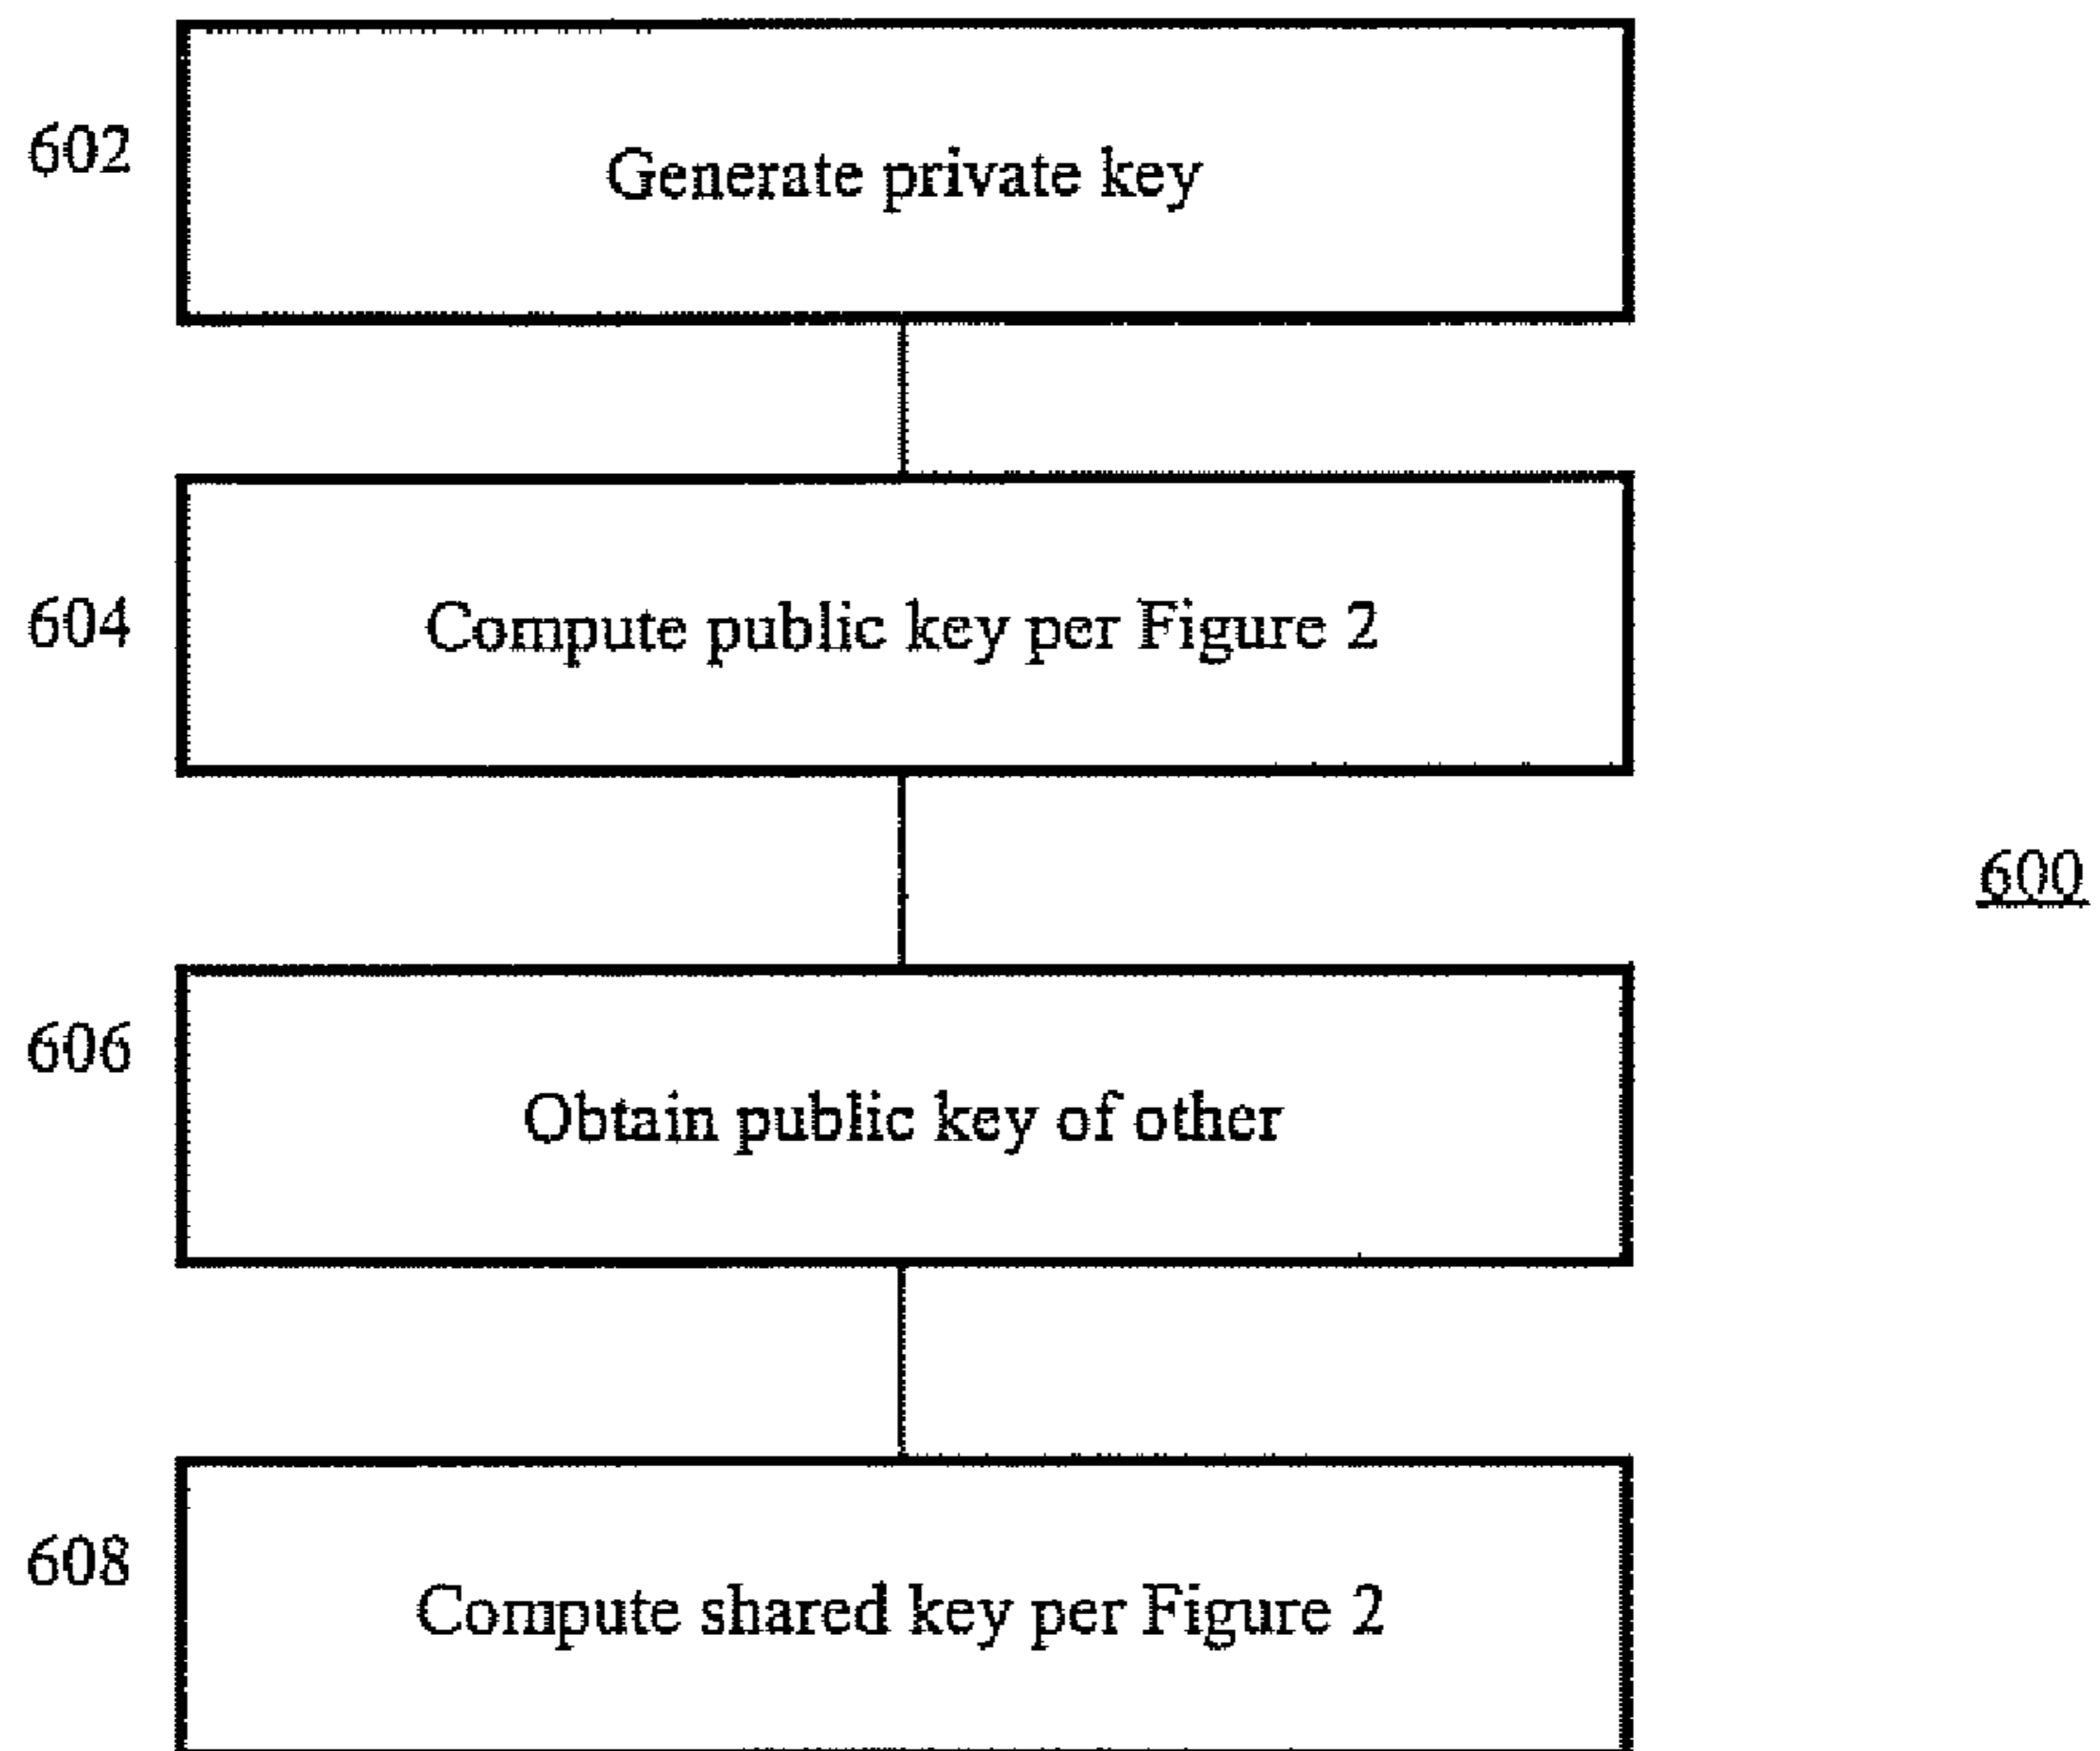 602
Generate private key
604
Compute public key per Figure 2
600
606
Obtain public key of other
608
Compute shared key per Figure 2